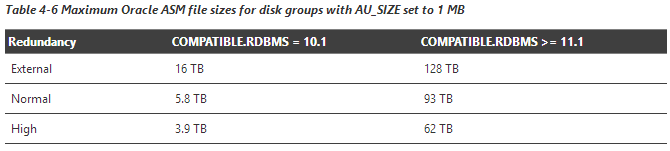 Table 4-6 Maximum Oracle ASM file sizes for disk groups with AU_SIZE set to 1 MB
Redundancy COMPATIBLE.RDBMS = 10.1 COMPATIBLE.RDBMS >= 11.1
External 16 TB 128 TB
Normal 5.8 TB 93 TB
High 3.9 TB 62 TB